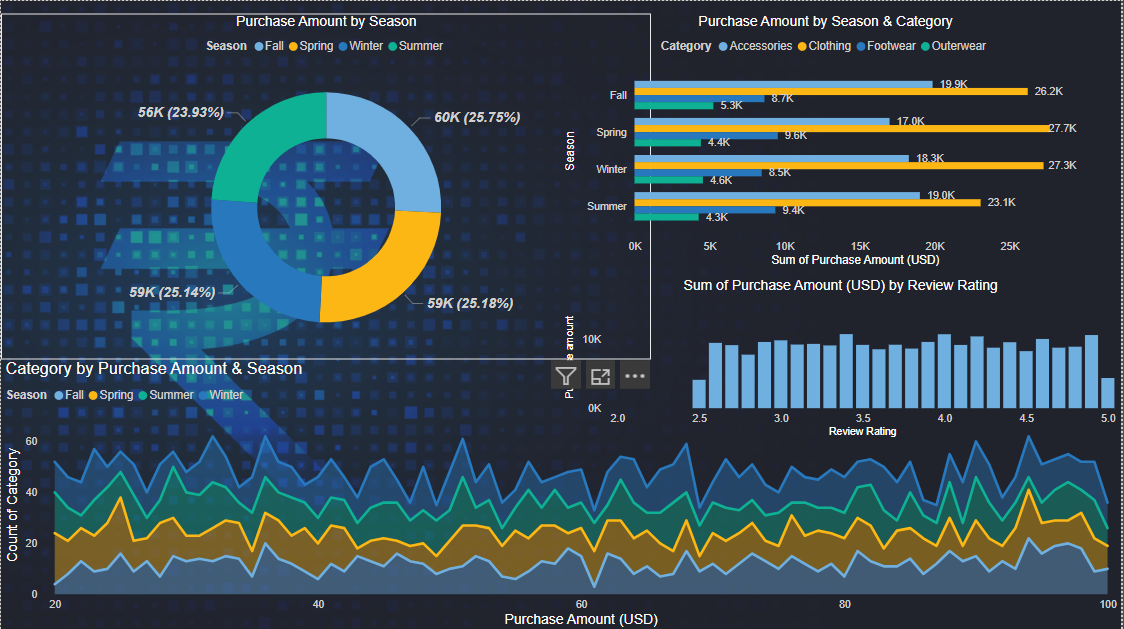 Purchase Amount by Season
Season Fall Spring Winter Summer
56K (23.93%)
60K (25.75%)
59K (25.14%)
59K (25.18%)
Purchase Amount by Season & Category
Category Accessories Clothing Footwear Outerwear
Season
Fall
19.9K
26.2K
8.7K
5.3K
Spring
17.0K
27.7K
9.6K
4.4K
Winter
18.3K
27.3K
8.5K
4.6K
Summer
19.0K
23.1K
9.4K
4.3K
0K 5K 10K 15K 20K 25K
Sum of Purchase Amount (USD)
Sum of Purchase Amount (USD) by Review Rating
amount
10K
0K
2.0 2.5 3.0 3.5 4.0 4.5 5.0
Review Rating
Category by Purchase Amount & Season
Season Fall Spring Summer Winter
Count of Category
60
40
20
0
20 40 60 80 100
Purchase Amount (USD)